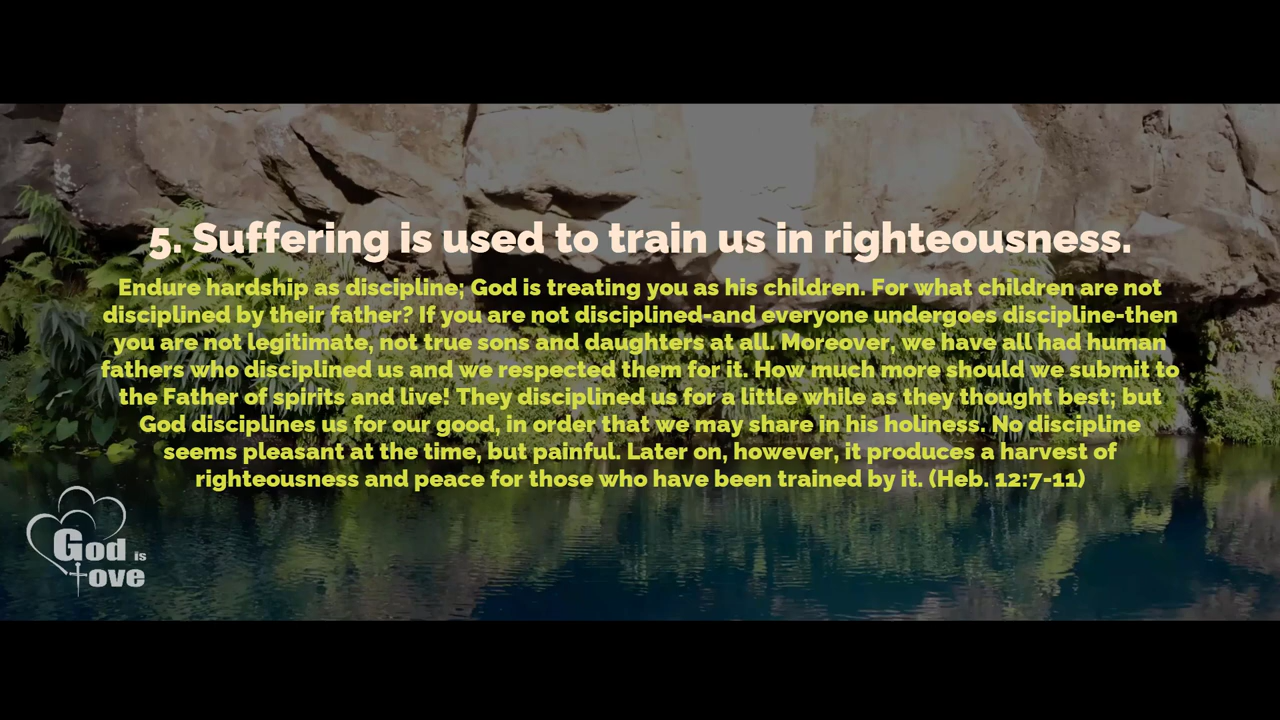 5. Suffering is used to train us in righteousness.
Endure hardship as discipline; God is treating you as his children. For what children are not
disciplined by their father? If you are not disciplined-and everyone undergoes discipline-then
you are not legitimate, not true sons and daughters at all. Moreover, we have all had human
fathers who disciplined us and we respected them for it. How much more should we submit to
the Father of spirits and live! They disciplined us for a little while as they thought best; but
God disciplines us for our good, in order that we may share in his holiness. No discipline
seems pleasant at the time, but painful. Later on, however, it produces a harvest of
righteousness and peace for those who have been trained by it. (Heb. 12:7-11)
God is
Love